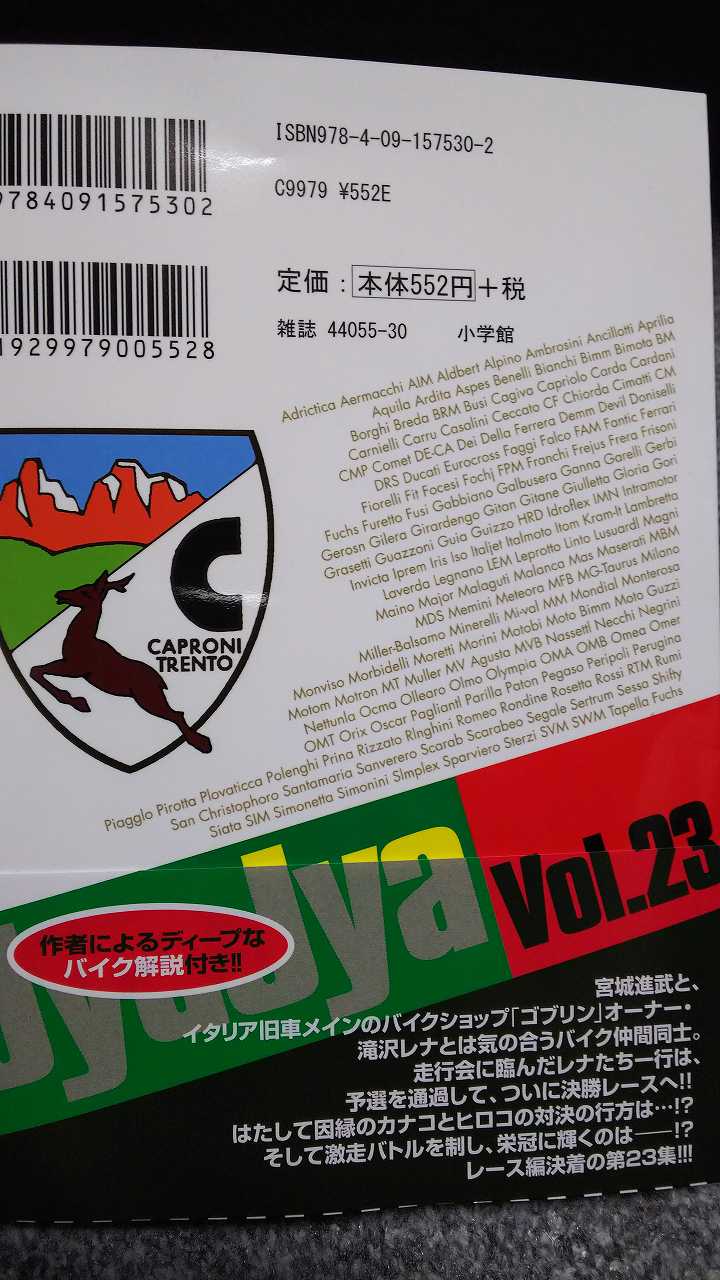 ISBN978-4-09-157530-2
C9979 ¥552E
9784091575302
定価：本体552円+税
雑誌 44055-30 小学館
1929979005528
Adrictica Aermacchi AIM Aldbert Alpino Ambrosini Ancillotti Aprilia
Aquila Ardita Aspes Benelli Bianchi Bimm Bimota BM
Borghi Breda BRM Busi Cagiva Capriolo Carda Cardani
Carnielli Carru Casalini Ceccato CF Chiorda Cimatti CM
CMP Comet DE-CA Dei Della Ferrera Demm Devil Doniselli
DRS Ducati Eurocross Faggi Falco FAM Fantic Ferrari
Fiorelli Fit Focesi Fochj FPM Franchi Frejus Frera Frisoni
Fuchs Furetto Fusi Gabbiano Galbusera Ganna Garelli Gerbi
Gerosn Gilera Girardengo Gitan Gitane Giulletta Gloria Gori
Grasetti Guazzoni Guia Guizzo HRD Idroflex IMN Intramotor
Invicta Iprem Iris Iso Italjet Italmoto Itom Kram-It Lambretta
Laverda Legnano LEM Leprotto Linto Lusuardi Magni
Maino Major Malaguti Malanca Mas Maserati MBM
MDS Memini Meteora MFB MG-Taurus Milano
Miller-Balsamo Minerelli Mi-val MM Mondial Monterosa
Monviso Morbidelli Moretti Morini Motobi Moto Bimm Moto Guzzi
Motom Motron MT Muller MV Agusta MVB Nassetti Necchi Negrini
Nettunla Ocma Ollearo Olmo Olympia OMA OMB Omea Omer
OMT Orix Oscar Pagliantl Parilla Paton Pegaso Peripoli Perugina
Piagglo Pirotta Plovaticca Polenghi Prina Rizzato RInghini Romeo Rondine Rosetta Rossi RTM Rumi
San Christophoro Santamaria Sanverero Scarab Scarabeo Segale Sertrum Sessa Shifty
Siata SIM Simonetta Simonini SImplex Sparviero Sterzi SVM SWM Tapella Fuchs
CAPRONI
TRENTO
Vol.23
作者によるディープな
バイク解説付き!!
宮城進武と、
イタリア旧車メインのバイクショップ「ゴブリン」オーナー・
滝沢レナとは気の合うバイク仲間同士。
走行会に臨んだレナたち一行は、
予選を通過して、ついに決勝レースへ!!
はたして因縁のカナコとヒロコの対決の行方は…!?
そして激走バトルを制し、栄冠に輝くのは――!?
レース編決着の第23集!!!